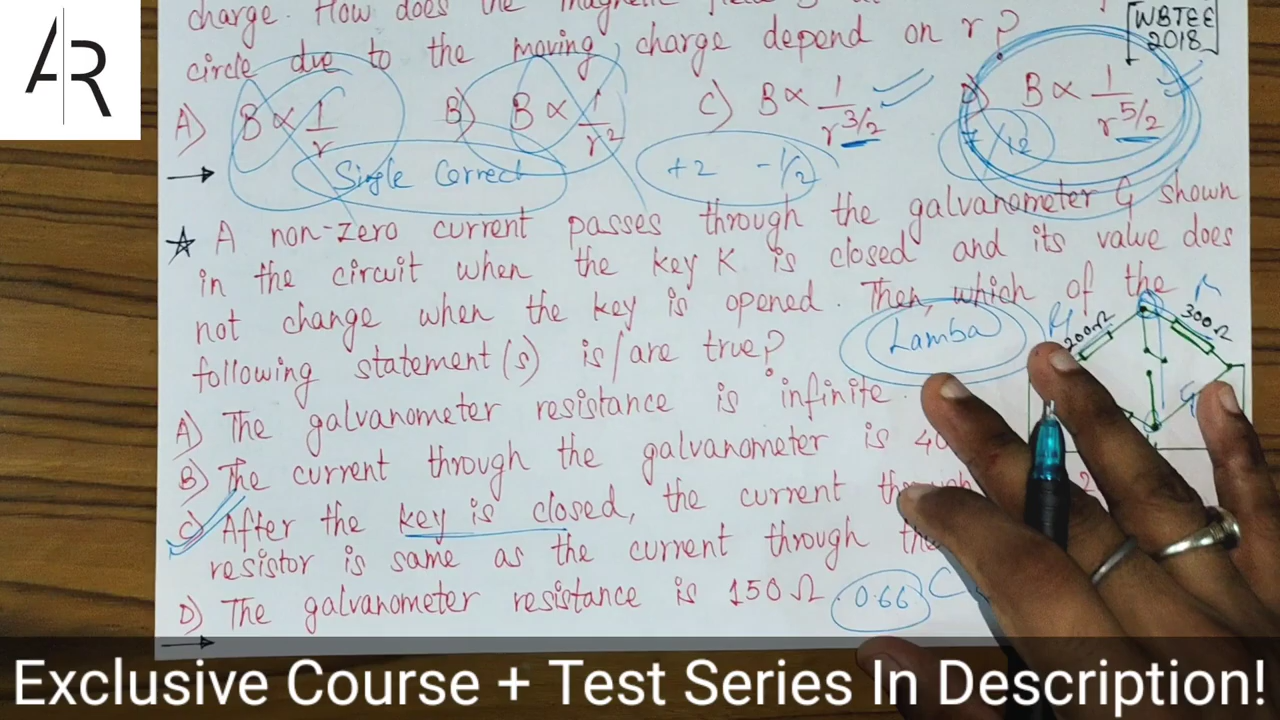 AR
charge. How does the magnetic field
circle due to the moving charge depend on r?
WBJEE
2018
A) B ∝ 1/r B) B ∝ 1/r² C) B ∝ 1/r^3/2 D) B ∝ 1/r^5/2
Single Correct +2 -1/2
A non-zero current passes through the galvanometer G shown
in the circuit when the key K is closed and its value does
not change when the key is opened. Then, which of the
following statement(s) is/are true?
Lamba
200Ω 300Ω
G
A) The galvanometer resistance is infinite.
B) The current through the galvanometer is 40
C) After the key is closed, the current through
resistor is same as the current through the
D) The galvanometer resistance is 150Ω. 0.66
Exclusive Course + Test Series In Description!